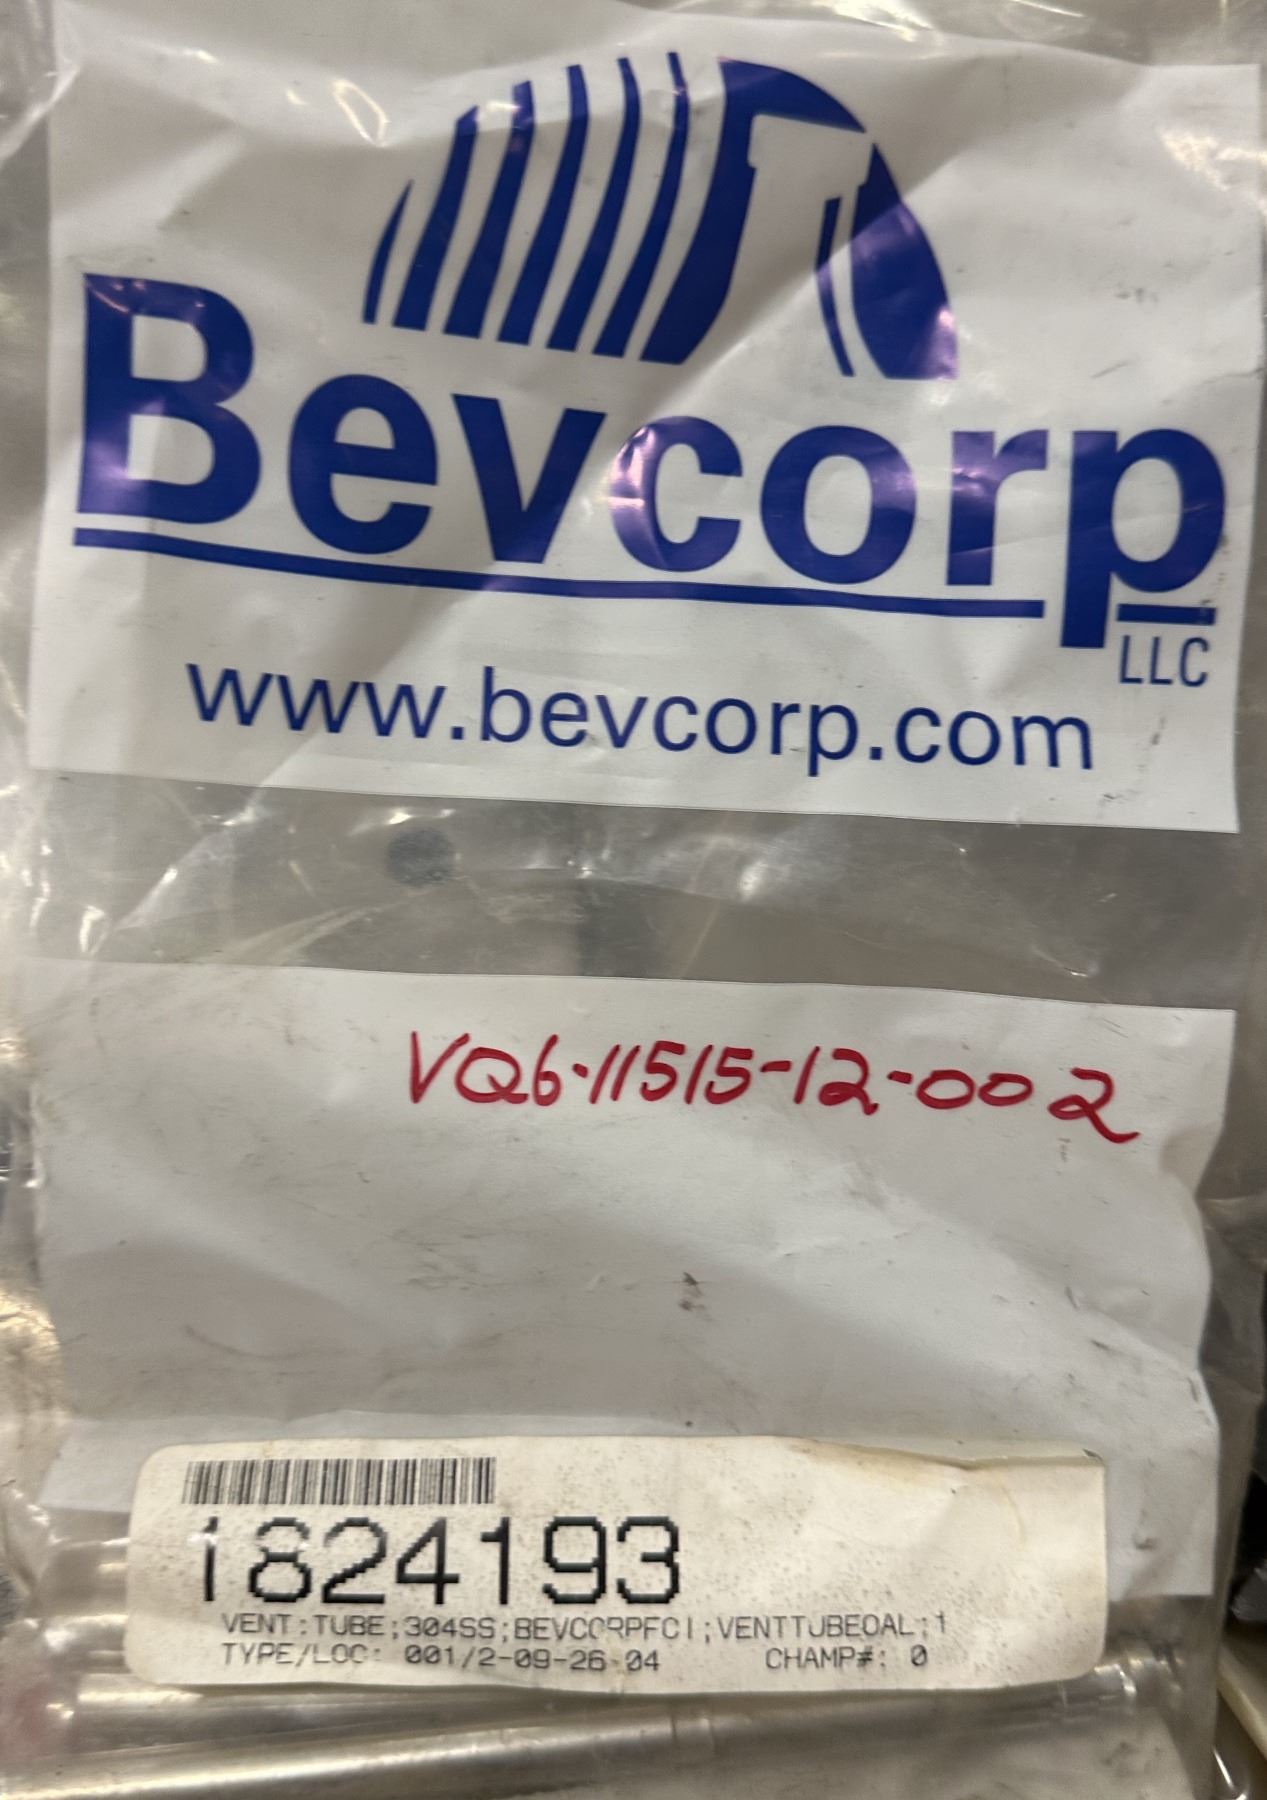 Bevcorp
LLC
www.bevcorp.com
VQ6-11515-12-002
1824193
VENT:TUBE;304SS;BEVCORPFCI;VENTTUBEOAL;1
TYPE/LOC: 001/2-09-26-04 CHAMP#: 0